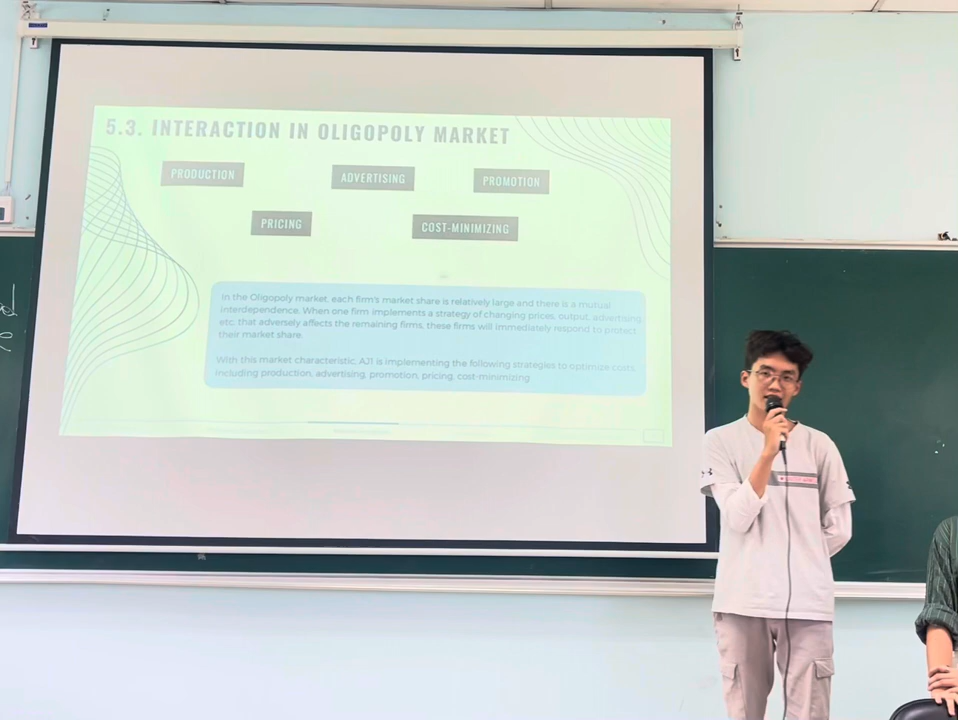 5.3. INTERACTION IN OLIGOPOLY MARKET
PRODUCTION
ADVERTISING
PROMOTION
PRICING
COST-MINIMIZING
In the Oligopoly market, each firm's market share is relatively large and there is a mutual
interdependence. When one firm implements a strategy of changing prices, output, advertising,
etc. that adversely affects the remaining firms, these firms will immediately respond to protect
their market share.
With this market characteristic, AJ1 is implementing the following strategies to optimize costs
including production, advertising, promotion, pricing, cost-minimizing